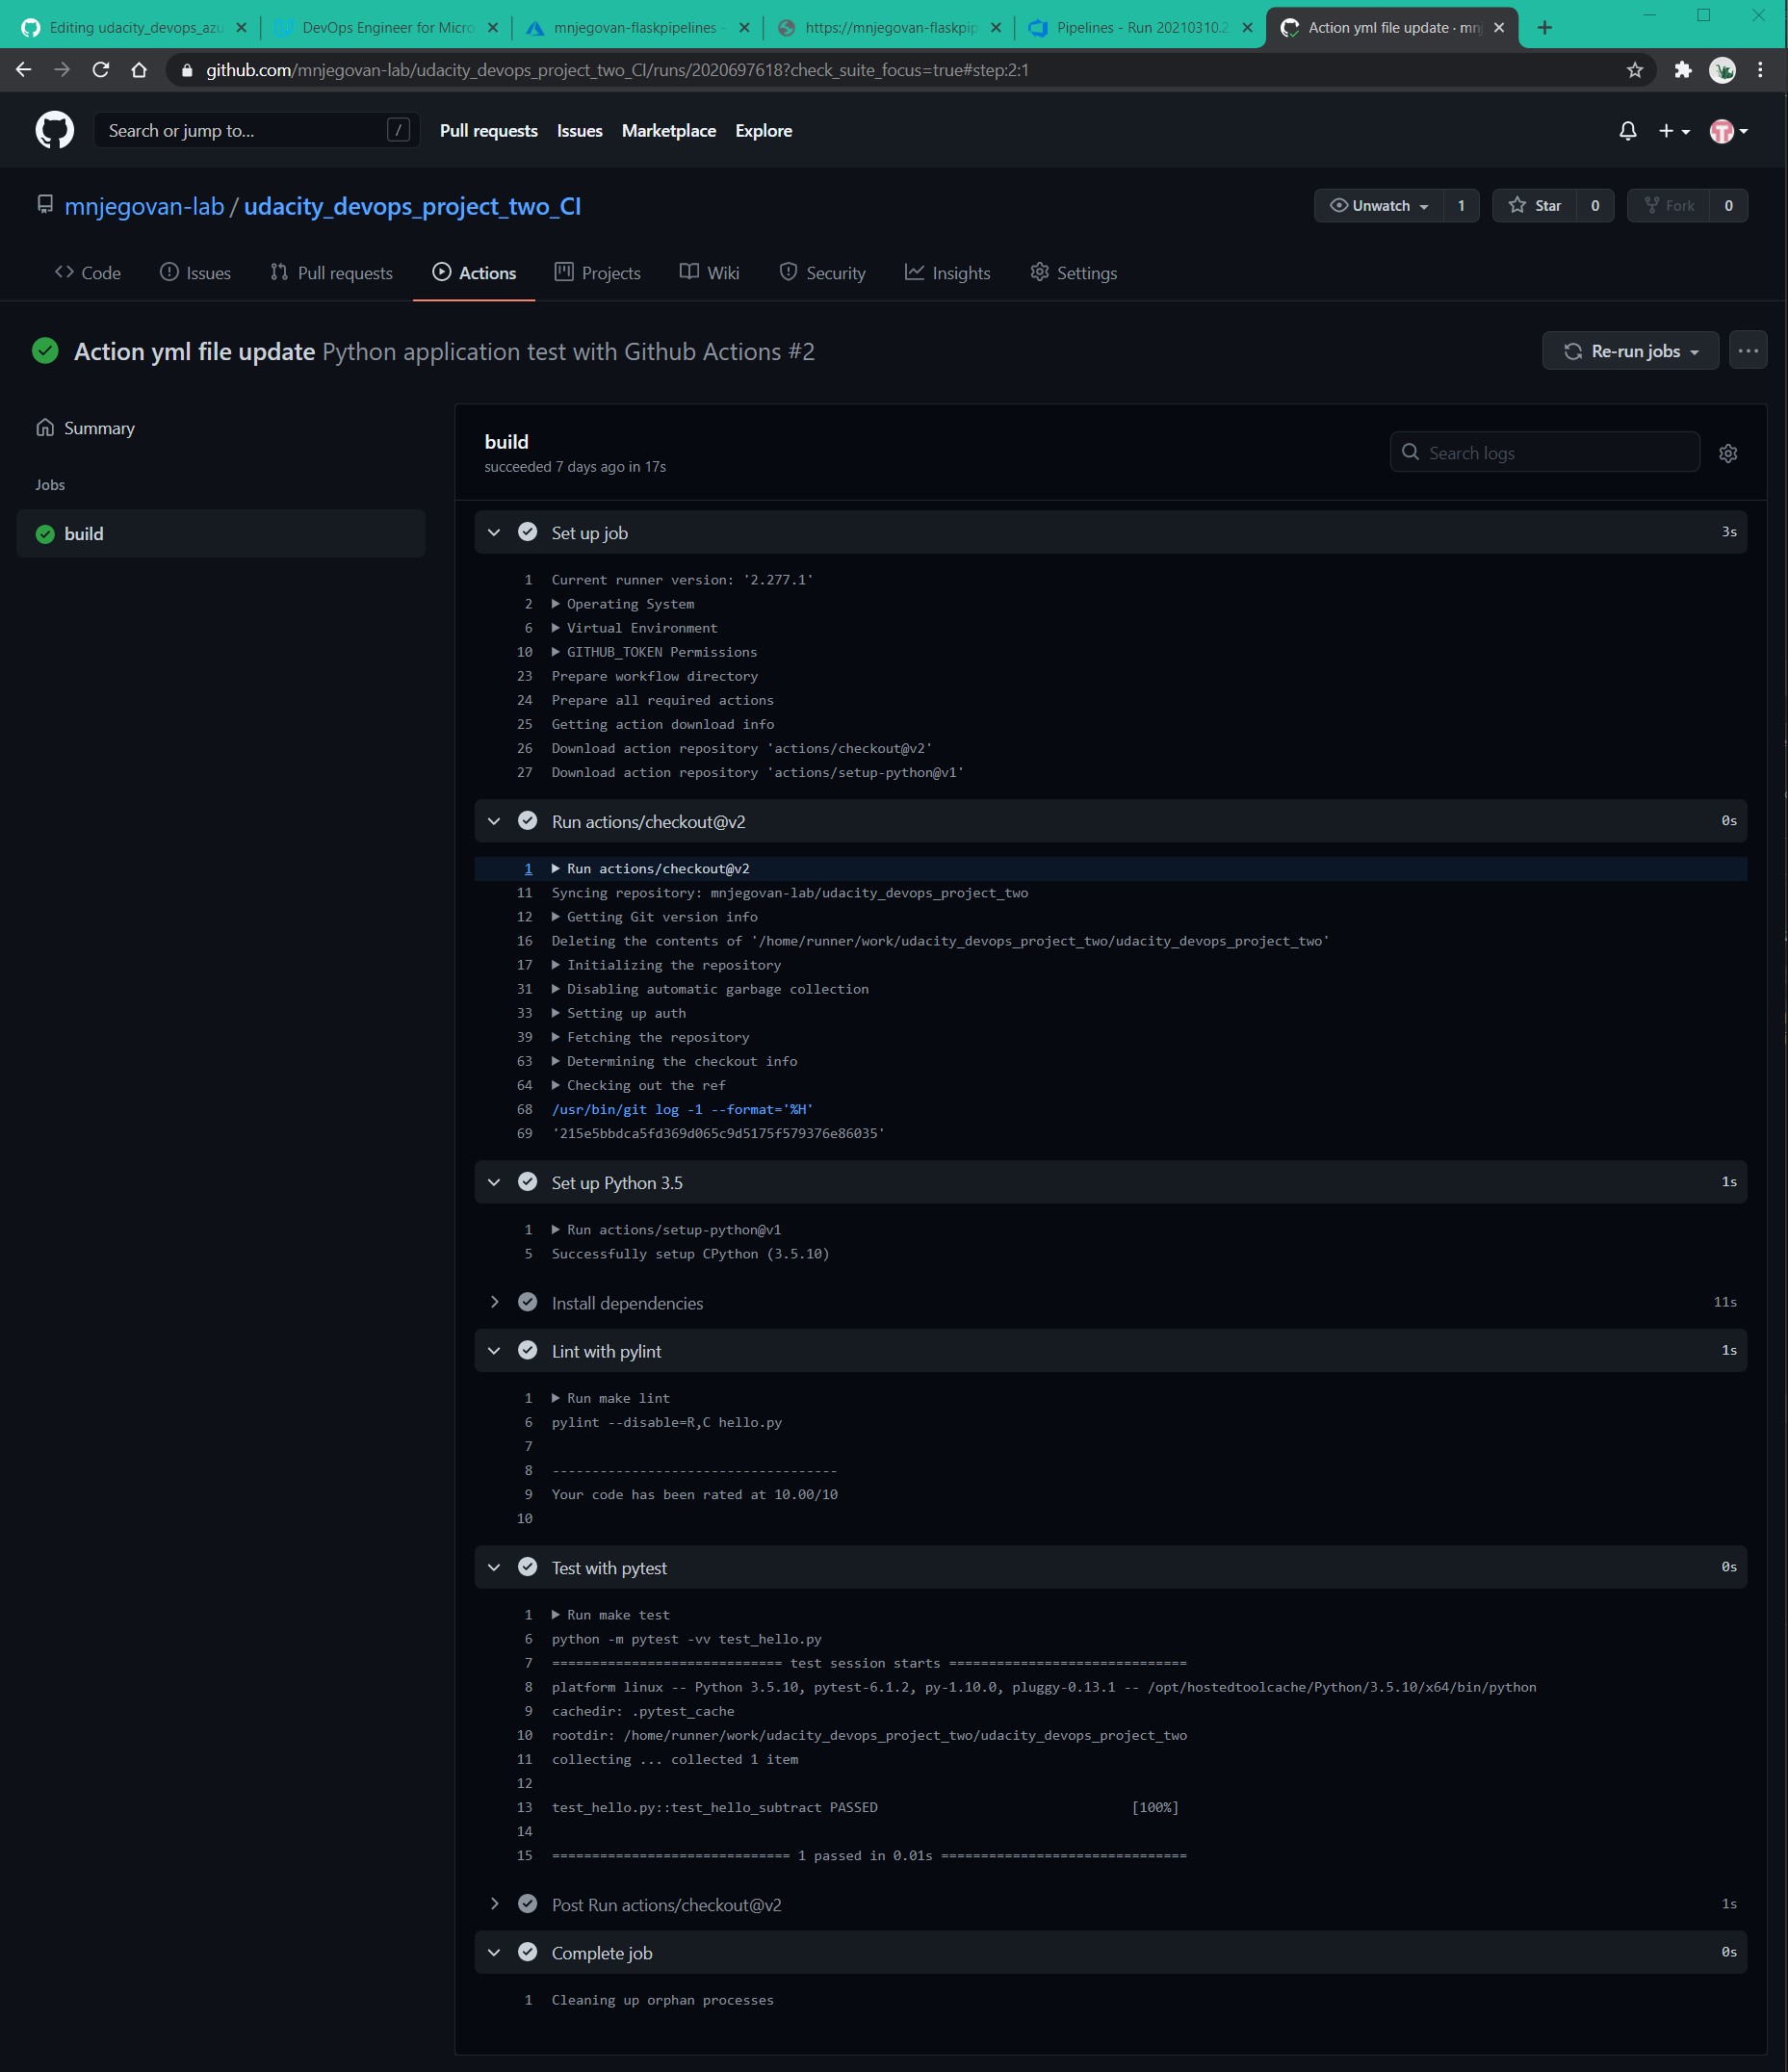 Editing udacity_devops_azu
DevOps Engineer for Micro
mnjegovan-flaskpipelines -
https://mnjegovan-flaskpip
Pipelines - Run 20210310.2
Action yml file update · mnj
github.com/mnjegovan-lab/udacity_devops_project_two_CI/runs/2020697618?check_suite_focus=true#step:2:1
Search or jump to... /
Pull requests Issues Marketplace Explore
mnjegovan-lab / udacity_devops_project_two_CI
Unwatch 1 Star 0 Fork 0
Code Issues Pull requests Actions Projects Wiki Security Insights Settings
Action yml file update Python application test with Github Actions #2
Re-run jobs
Summary
Jobs
build
build
succeeded 7 days ago in 17s
Search logs
Set up job 3s
1 Current runner version: '2.277.1'
2 Operating System
6 Virtual Environment
10 GITHUB_TOKEN Permissions
23 Prepare workflow directory
24 Prepare all required actions
25 Getting action download info
26 Download action repository 'actions/checkout@v2'
27 Download action repository 'actions/setup-python@v1'
Run actions/checkout@v2 0s
1 Run actions/checkout@v2
11 Syncing repository: mnjegovan-lab/udacity_devops_project_two
12 Getting Git version info
16 Deleting the contents of '/home/runner/work/udacity_devops_project_two/udacity_devops_project_two'
17 Initializing the repository
31 Disabling automatic garbage collection
33 Setting up auth
39 Fetching the repository
63 Determining the checkout info
64 Checking out the ref
68 /usr/bin/git log -1 --format='%H'
69 '215e5bbdca5fd369d065c9d5175f579376e86035'
Set up Python 3.5 1s
1 Run actions/setup-python@v1
5 Successfully setup CPython (3.5.10)
Install dependencies 11s
Lint with pylint 1s
1 Run make lint
6 pylint --disable=R,C hello.py
7
8 ------------------------------------
9 Your code has been rated at 10.00/10
10
Test with pytest 0s
1 Run make test
6 python -m pytest -vv test_hello.py
7 ============================= test session starts ==============================
8 platform linux -- Python 3.5.10, pytest-6.1.2, py-1.10.0, pluggy-0.13.1 -- /opt/hostedtoolcache/Python/3.5.10/x64/bin/python
9 cachedir: .pytest_cache
10 rootdir: /home/runner/work/udacity_devops_project_two/udacity_devops_project_two
11 collecting ... collected 1 item
12
13 test_hello.py::test_hello_subtract PASSED [100%]
14
15 ============================== 1 passed in 0.01s ===============================
Post Run actions/checkout@v2 1s
Complete job 0s
1 Cleaning up orphan processes